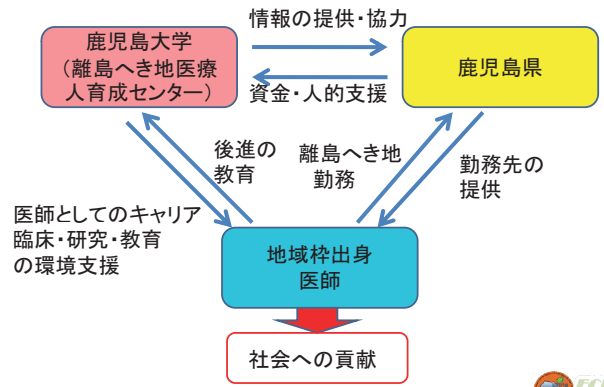 情報の提供・協力
鹿児島大学
(離島へき地医療
人育成センター)
鹿児島県
資金・人的支援
後進の
教育
離島へき地
勤務
勤務先の
提供
医師としてのキャリア
臨床・研究・教育
の環境支援
地域枠出身
医師
社会への貢献